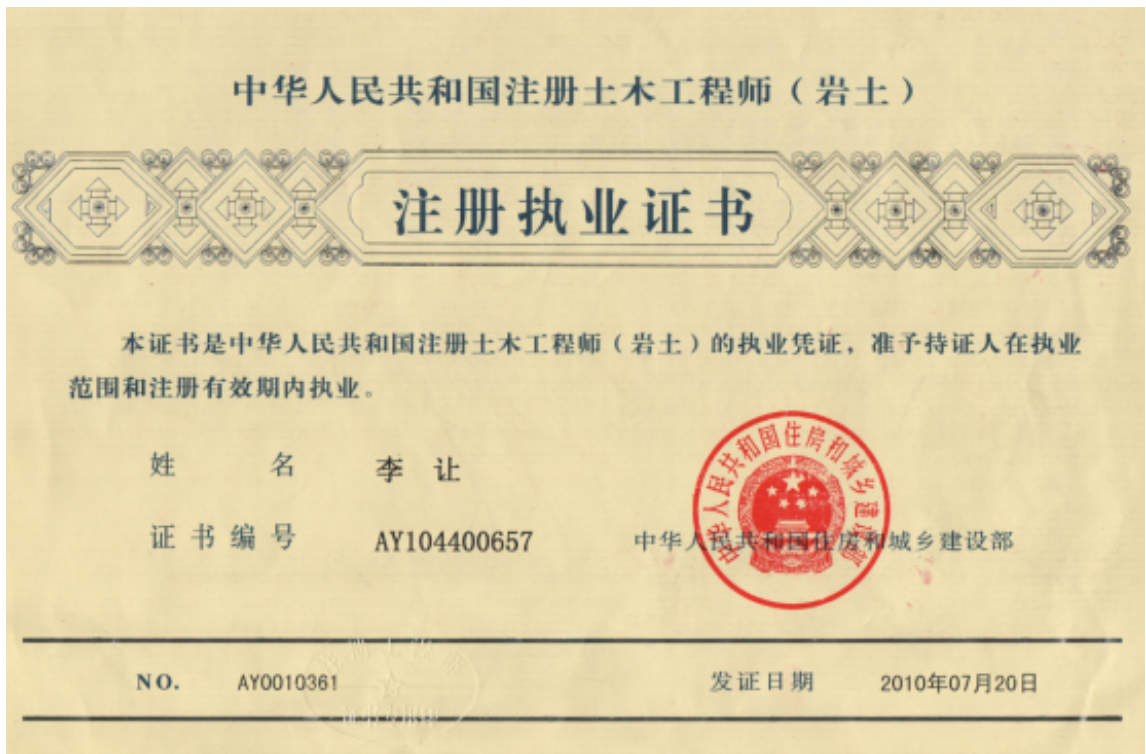 中华人民共和国注册土木工程师（岩土）
注册执业证书
本证书是中华人民共和国注册土木工程师（岩土）的执业凭证，准予持证人在执业
范围和注册有效期内执业。
姓名 李让
证书编号 AY104400657
中华人民共和国住房和城乡建设部
中华人民共和国住房和城乡建设部
NO. AY0010361
发证日期 2010年07月20日